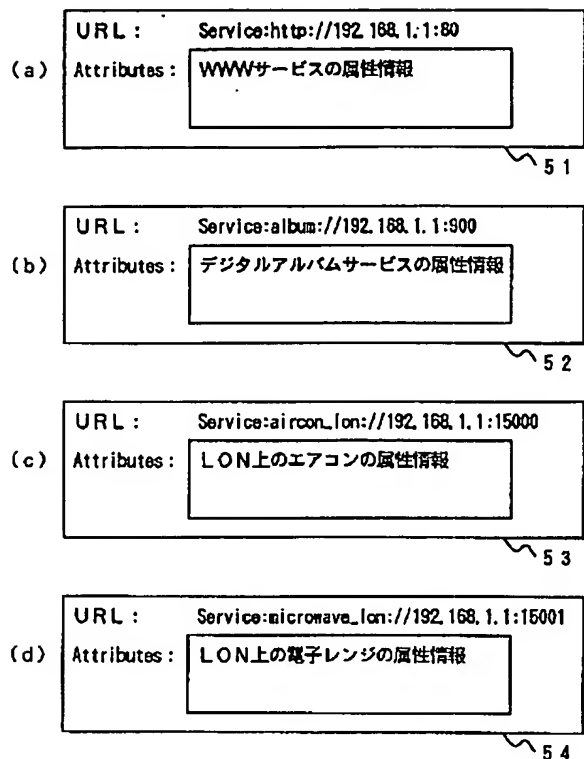 URL: Service:http://192.168.1.1:80
(a) Attributes: WWWサービスの属性情報
51
URL: Service:album://192.168.1.1:900
(b) Attributes: デジタルアルバムサービスの属性情報
52
URL: Service:aircon_lon://192.168.1.1:15000
(c) Attributes: LON上のエアコンの属性情報
53
URL: Service:microwave_lon://192.168.1.1:15001
(d) Attributes: LON上の電子レンジの属性情報
54